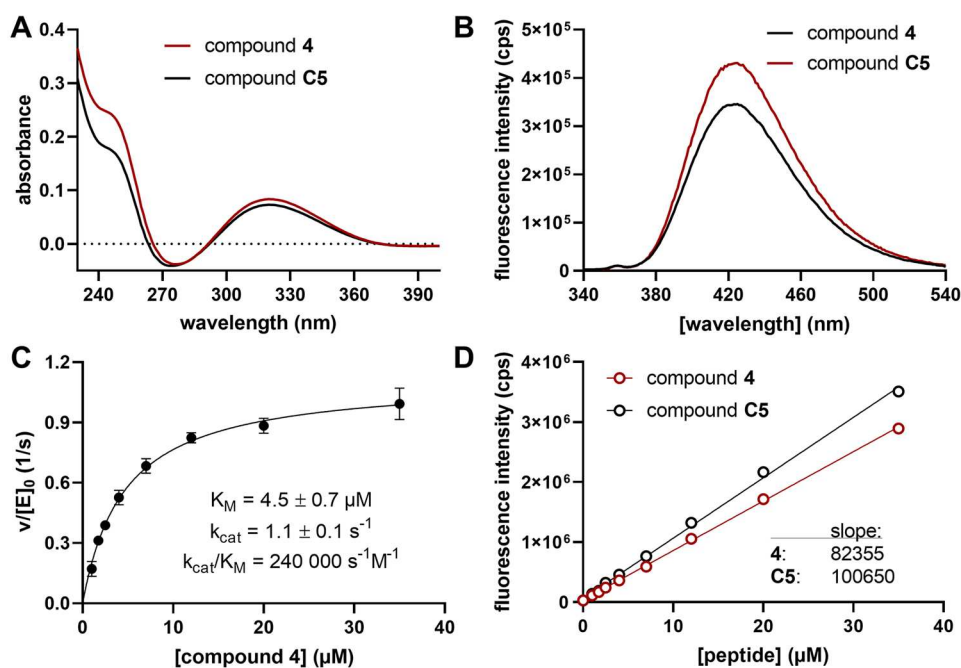 A
0.4
0.3
0.2
0.1
0.0
absorbance
compound 4
compound C5
240 270 300 330 360 390
wavelength (nm)
B
5×10⁵
4×10⁵
3×10⁵
2×10⁵
1×10⁵
0
fluorescence intensity (cps)
compound 4
compound C5
340 380 420 460 500 540
[wavelength] (nm)
C
1.2
0.9
0.6
0.3
0.0
v/[E]₀ (1/s)
K_M = 4.5 ± 0.7 µM
k_cat = 1.1 ± 0.1 s⁻¹
k_cat/K_M = 240 000 s⁻¹M⁻¹
0 10 20 30 40
[compound 4] (µM)
D
4×10⁶
3×10⁶
2×10⁶
1×10⁶
0
fluorescence intensity (cps)
compound 4
compound C5
slope:
4: 82355
C5: 100650
0 10 20 30 40
[peptide] (µM)